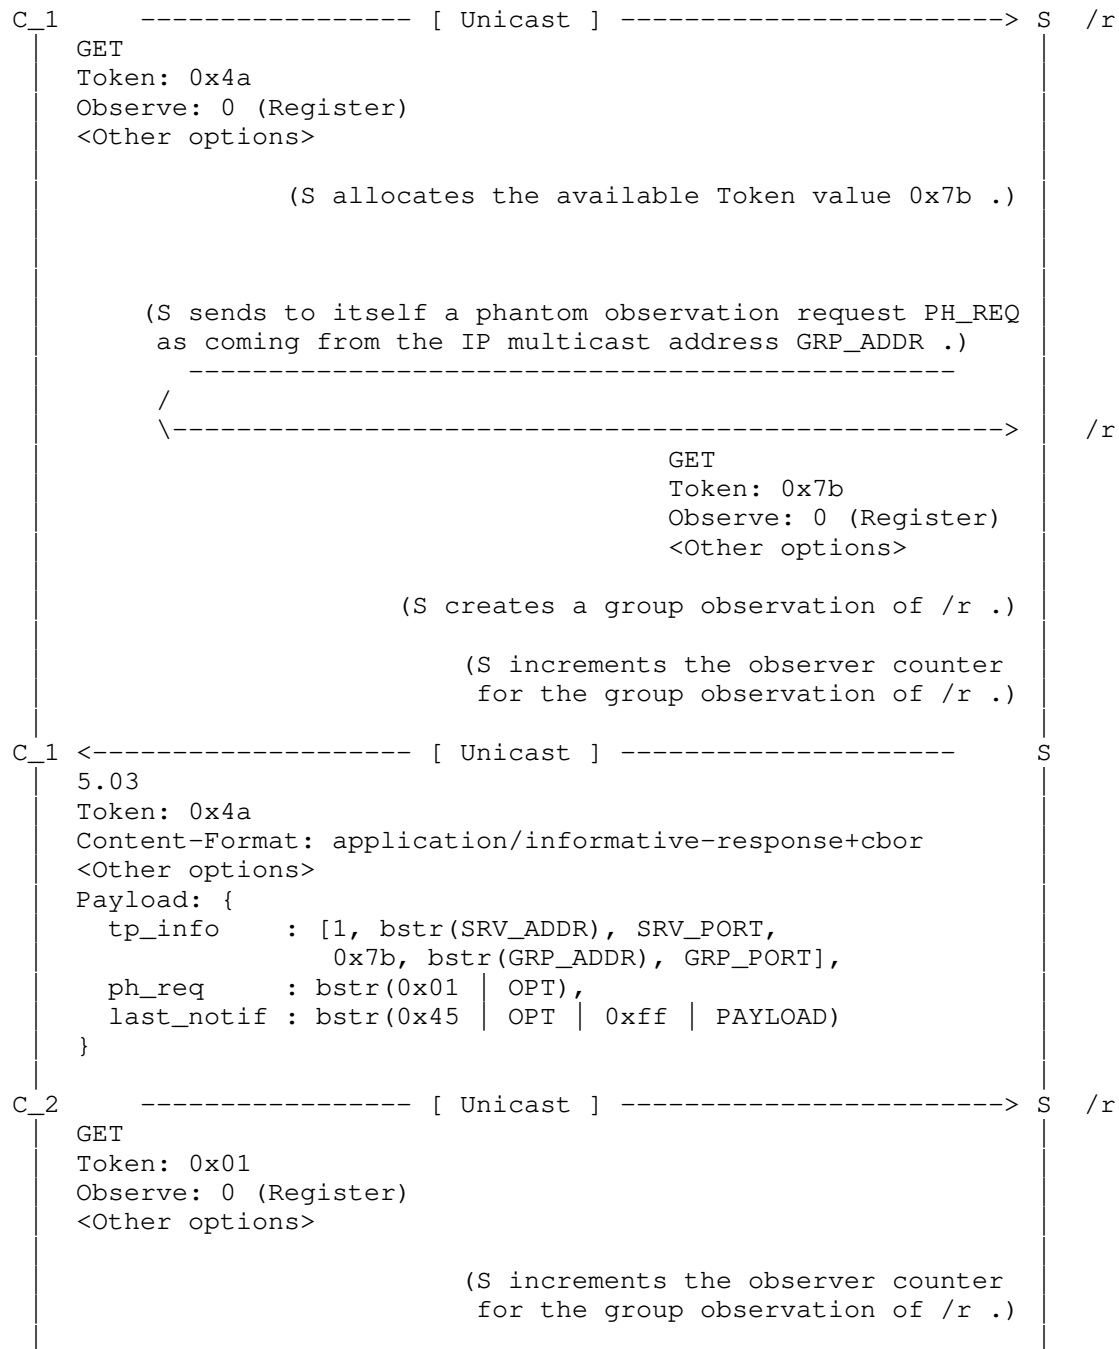 C_1     ----------------- [ Unicast ] ------------------------> S  /r
GET
Token: 0x4a
Observe: 0 (Register)
<Other options>
(S allocates the available Token value 0x7b .)
(S sends to itself a phantom observation request PH_REQ
as coming from the IP multicast address GRP_ADDR .)
------------------------------------------------
/
\----------------------------------------------------> /r
GET
Token: 0x7b
Observe: 0 (Register)
<Other options>
(S creates a group observation of /r .)
(S increments the observer counter
for the group observation of /r .)
C_1 <-------------------- [ Unicast ] ---------------------     S
5.03
Token: 0x4a
Content-Format: application/informative-response+cbor
<Other options>
Payload: {
tp_info    : [1, bstr(SRV_ADDR), SRV_PORT,
0x7b, bstr(GRP_ADDR), GRP_PORT],
ph_req     : bstr(0x01 | OPT),
last_notif : bstr(0x45 | OPT | 0xff | PAYLOAD)
}
C_2     ----------------- [ Unicast ] ------------------------> S  /r
GET
Token: 0x01
Observe: 0 (Register)
<Other options>
(S increments the observer counter
for the group observation of /r .)